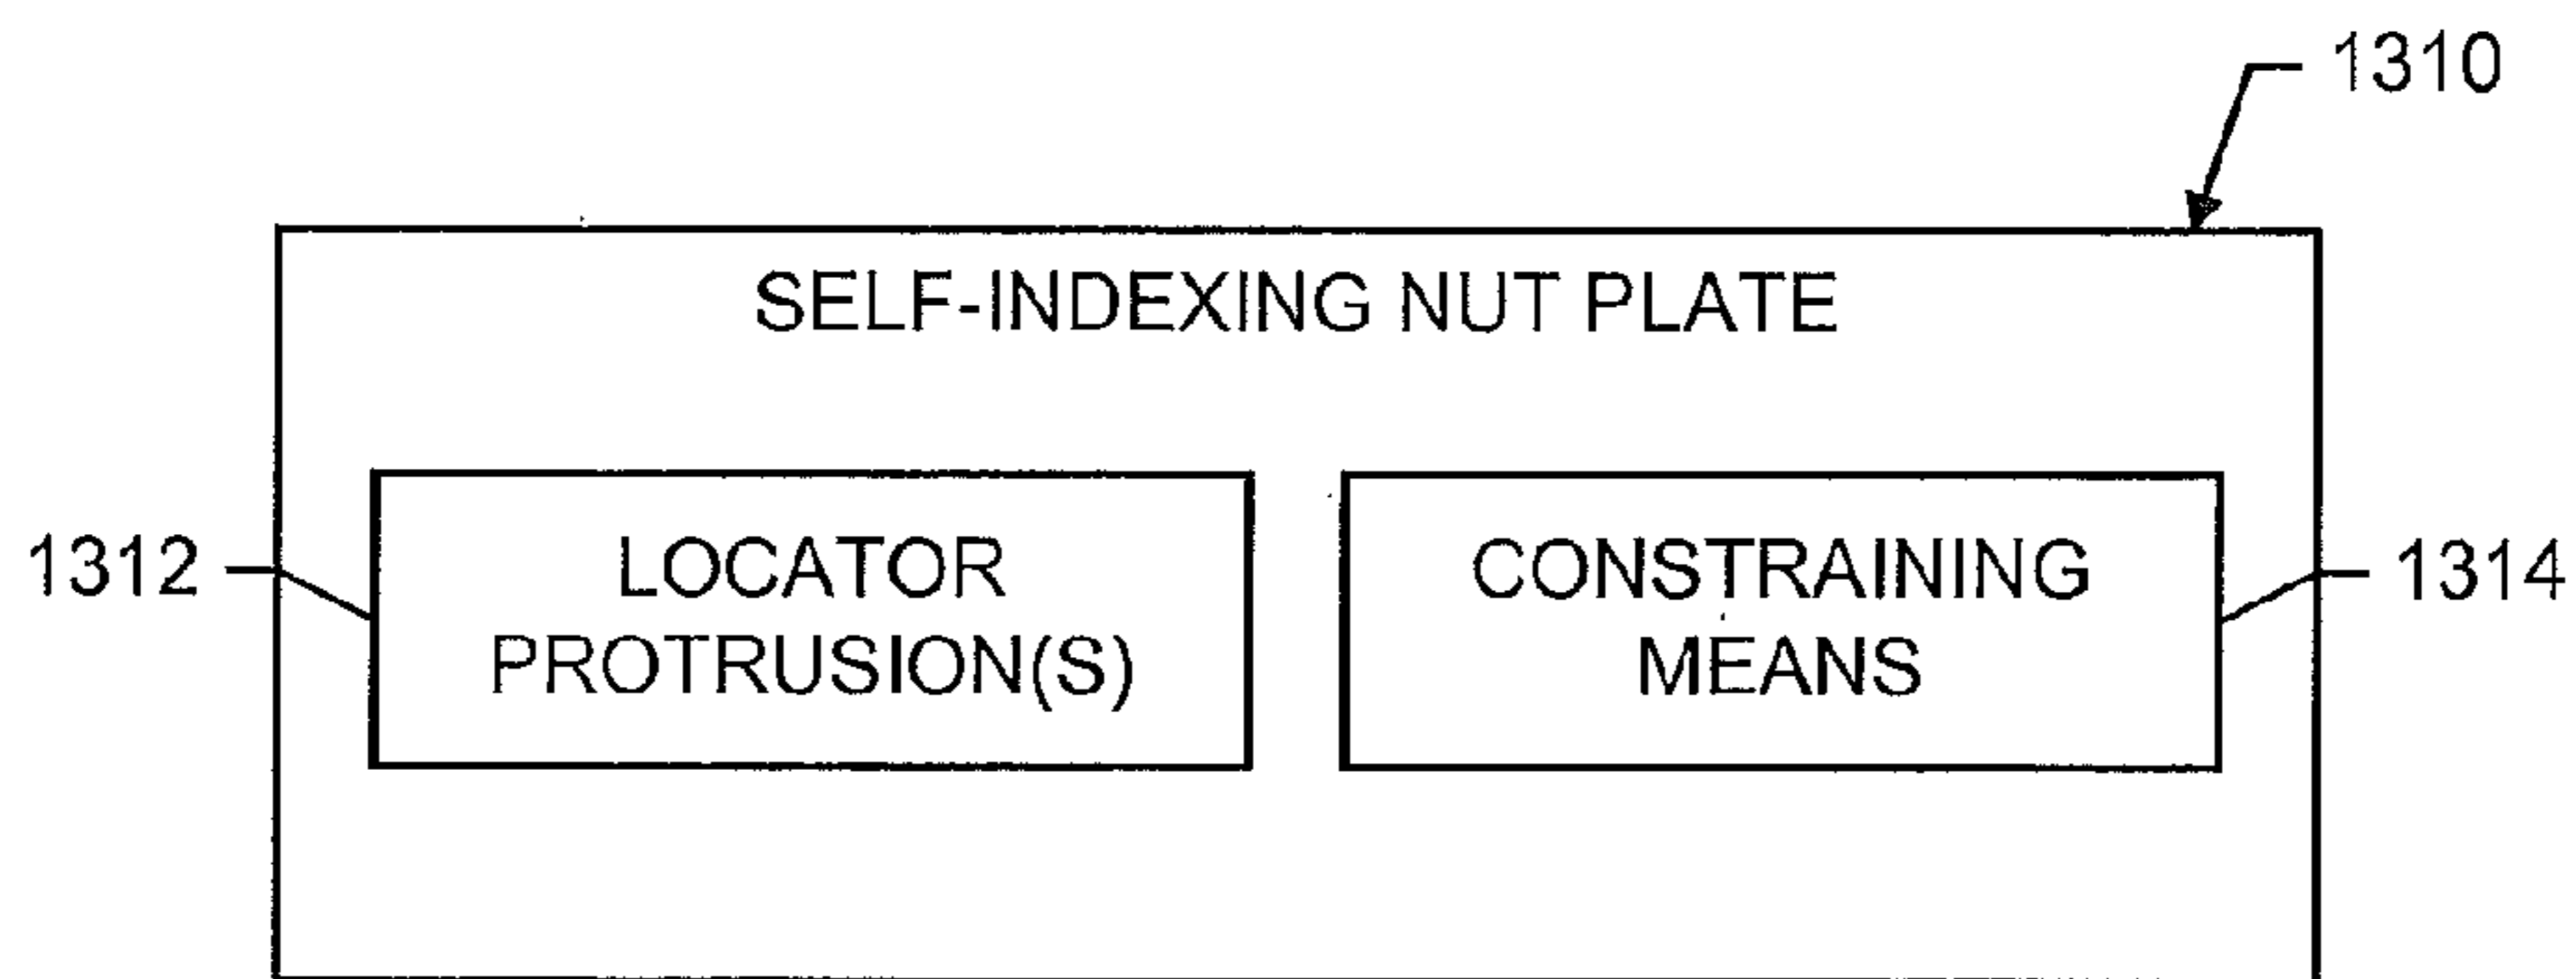 1310
SELF-INDEXING NUT PLATE
1312
LOCATOR
PROTRUSION(S)
CONSTRAINING
MEANS
1314